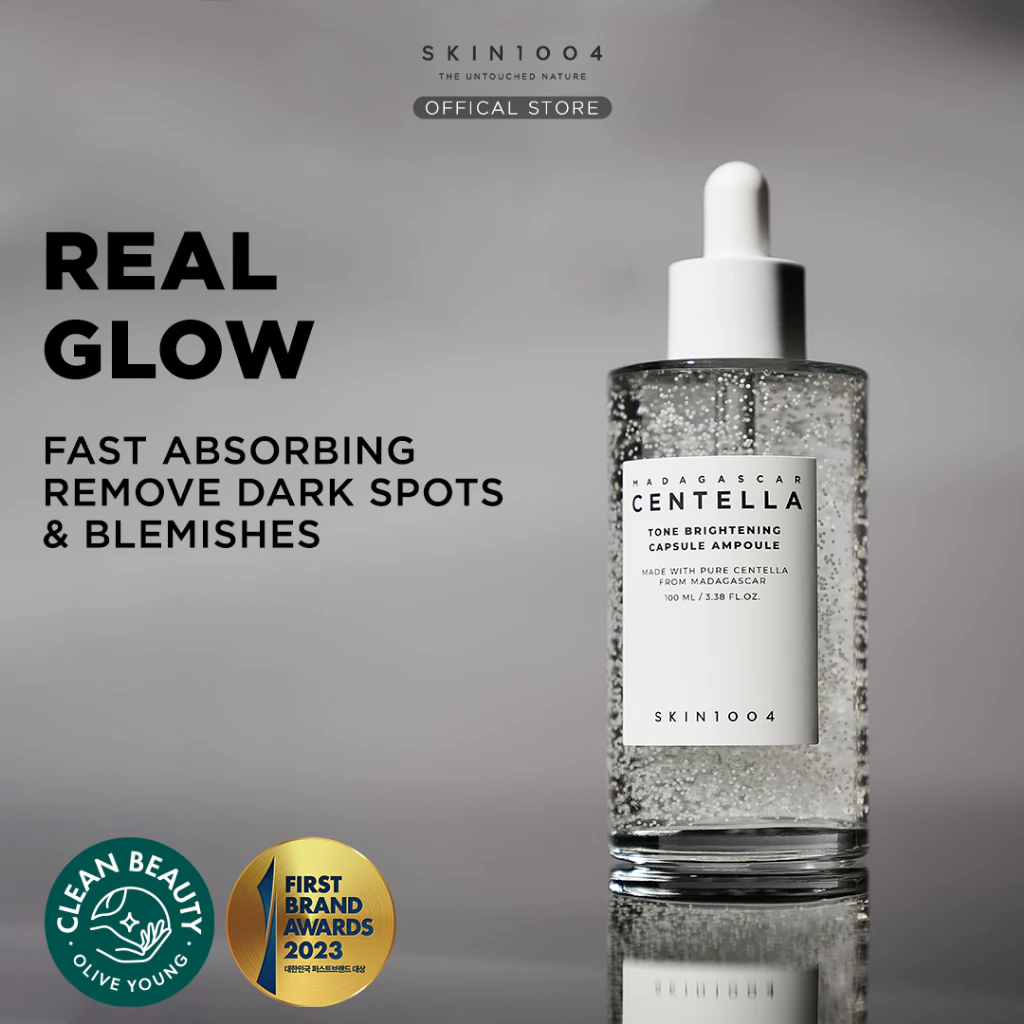 SKIN1004
THE UNTOUCHED NATURE
OFFICAL STORE
REAL
GLOW
FAST ABSORBING
REMOVE DARK SPOTS
& BLEMISHES
MADAGASCAR
CENTELLA
TONE BRIGHTENING
CAPSULE AMPOULE
MADE WITH PURE CENTELLA
FROM MADAGASCAR
100 ML / 3.38 FL.OZ.
SKIN1004
CLEAN BEAUTY
OLIVE YOUNG
FIRST
BRAND
AWARDS
2023
대한민국 퍼스트브랜드 대상